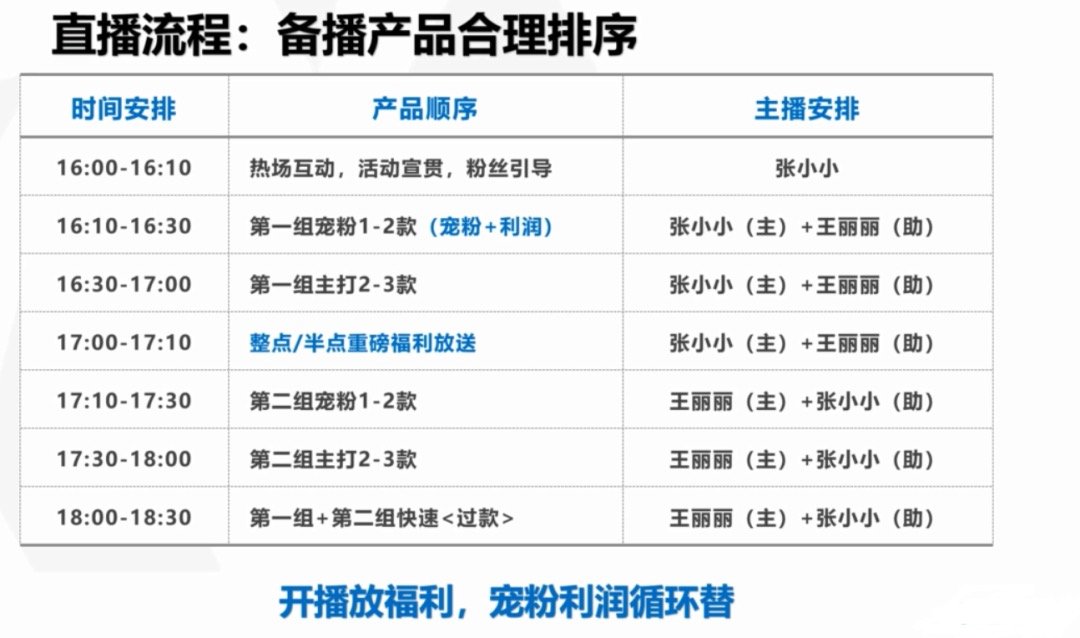 直播流程：备播产品合理排序
时间安排 产品顺序 主播安排
16:00-16:10 热场互动，活动宣贯，粉丝引导 张小小
16:10-16:30 第一组宠粉1-2款（宠粉+利润） 张小小（主）+王丽丽（助）
16:30-17:00 第一组主打2-3款 张小小（主）+王丽丽（助）
17:00-17:10 整点/半点重磅福利放送 张小小（主）+王丽丽（助）
17:10-17:30 第二组宠粉1-2款 王丽丽（主）+张小小（助）
17:30-18:00 第二组主打2-3款 王丽丽（主）+张小小（助）
18:00-18:30 第一组+第二组快速<过款> 王丽丽（主）+张小小（助）
开播放福利，宠粉利润循环替